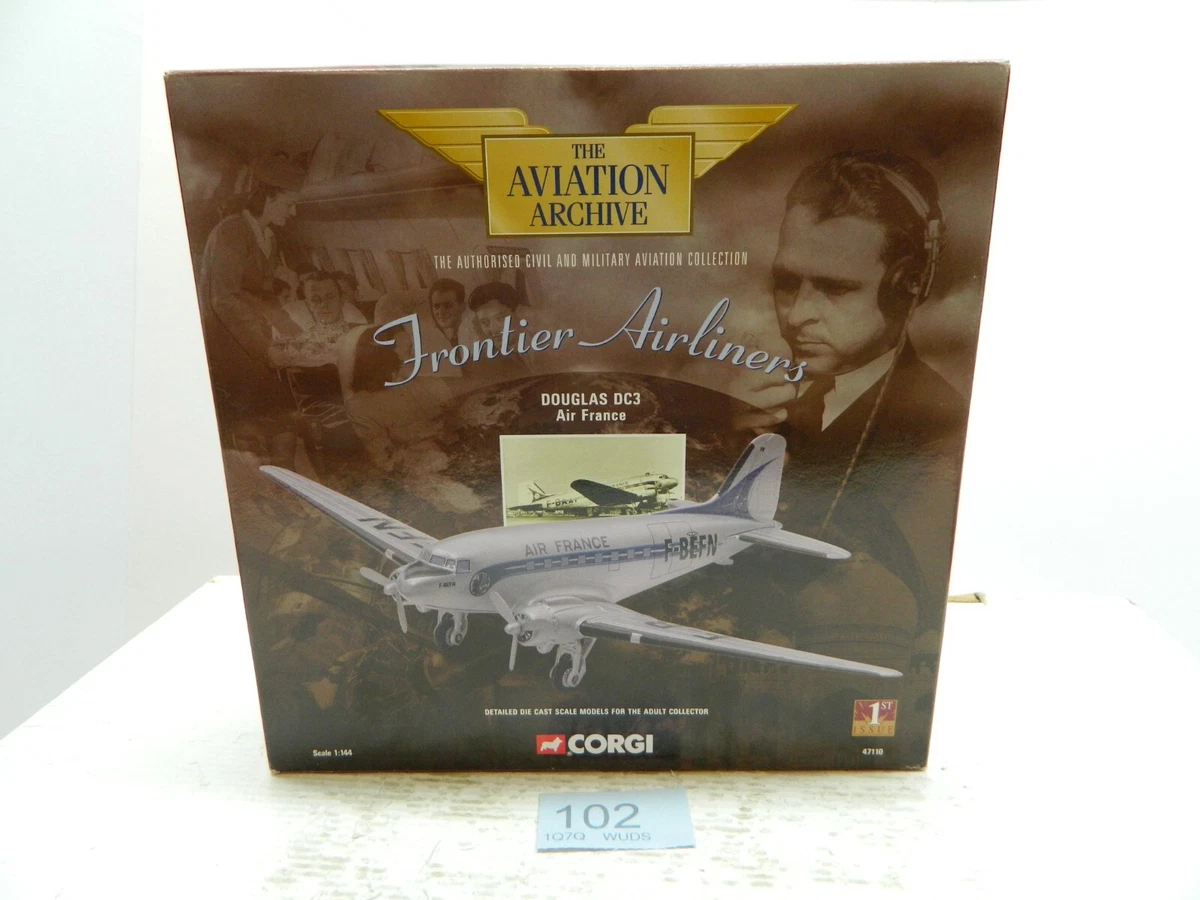 THE
AVIATION
ARCHIVE
THE AUTHORISED CIVIL AND MILITARY AVIATION COLLECTION
Frontier Airliners
DOUGLAS DC3
Air France
AIR FRANCE
F-BEFN
DETAILED DIE CAST SCALE MODELS FOR THE ADULT COLLECTOR
1ST
ISSUE
Scale 1:144
CORGI
47110
102
1Q7Q WUDS